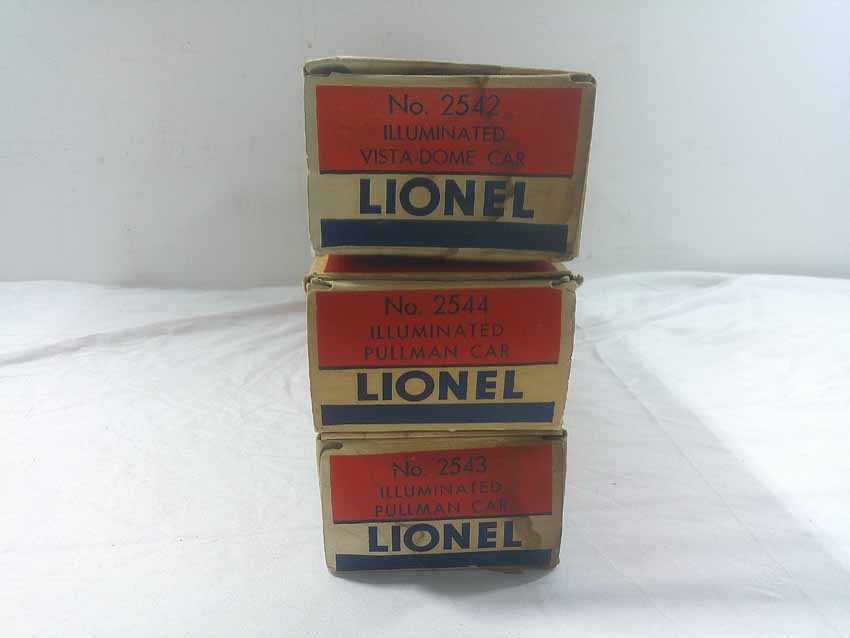 No. 2542
ILLUMINATED
VISTA-DOME CAR
LIONEL
No. 2544
ILLUMINATED
PULLMAN CAR
LIONEL
No. 2543
ILLUMINATED
PULLMAN CAR
LIONEL